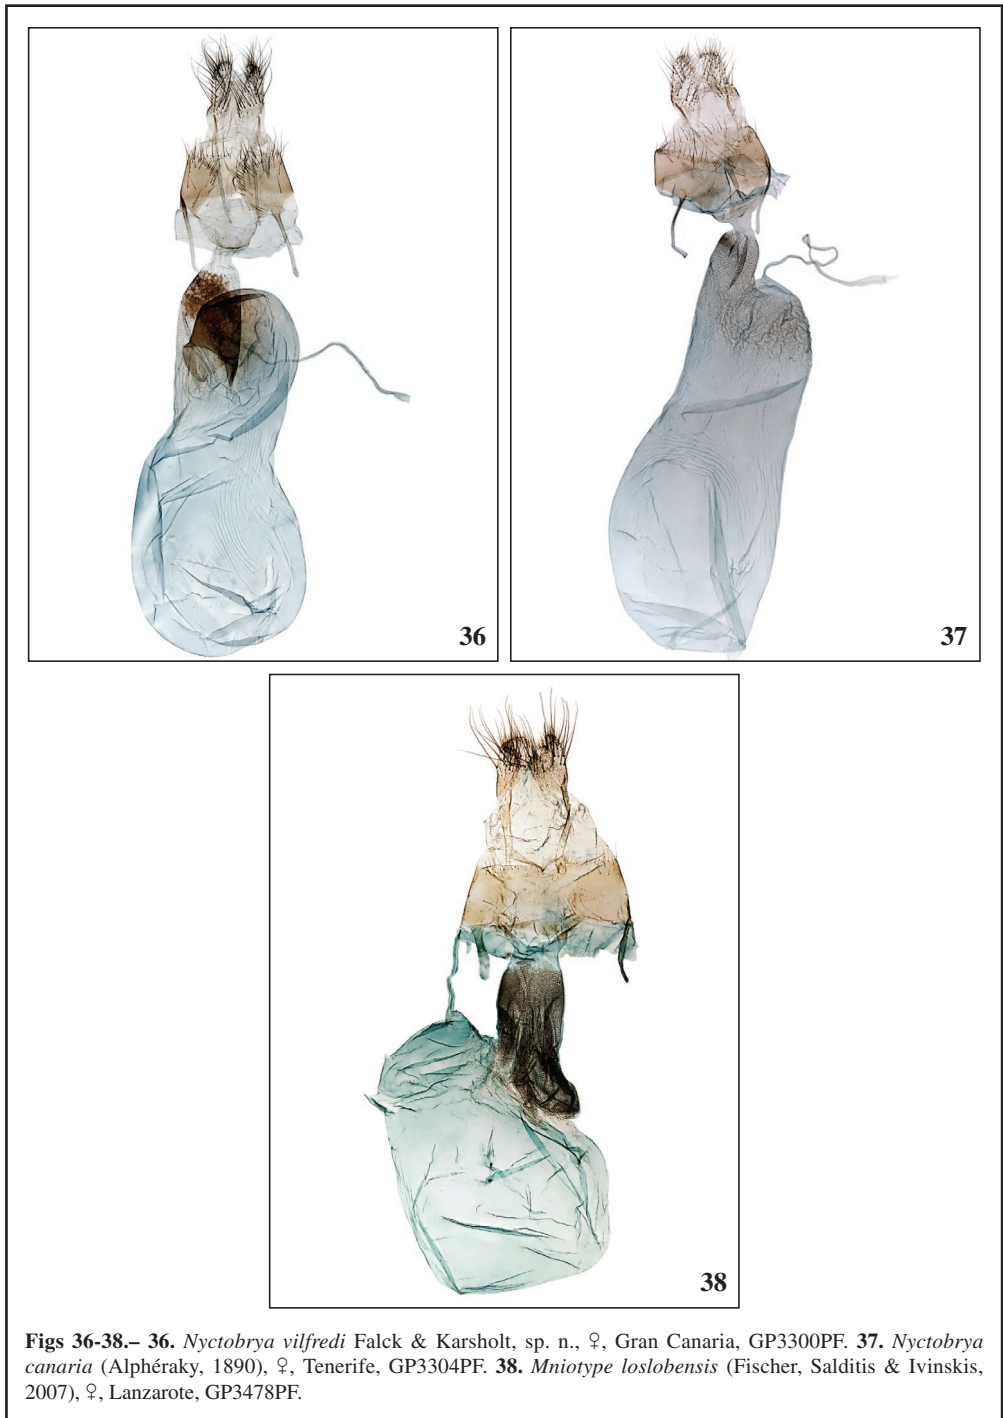 36
37
38
Figs 36-38.– 36. Nyctobrya vilfredi Falck & Karsholt, sp. n., ♀, Gran Canaria, GP3300PF. 37. Nyctobrya
canaria (Alphéraky, 1890), ♀, Tenerife, GP3304PF. 38. Mniotype loslobensis (Fischer, Salditis & Ivinskis,
2007), ♀, Lanzarote, GP3478PF.